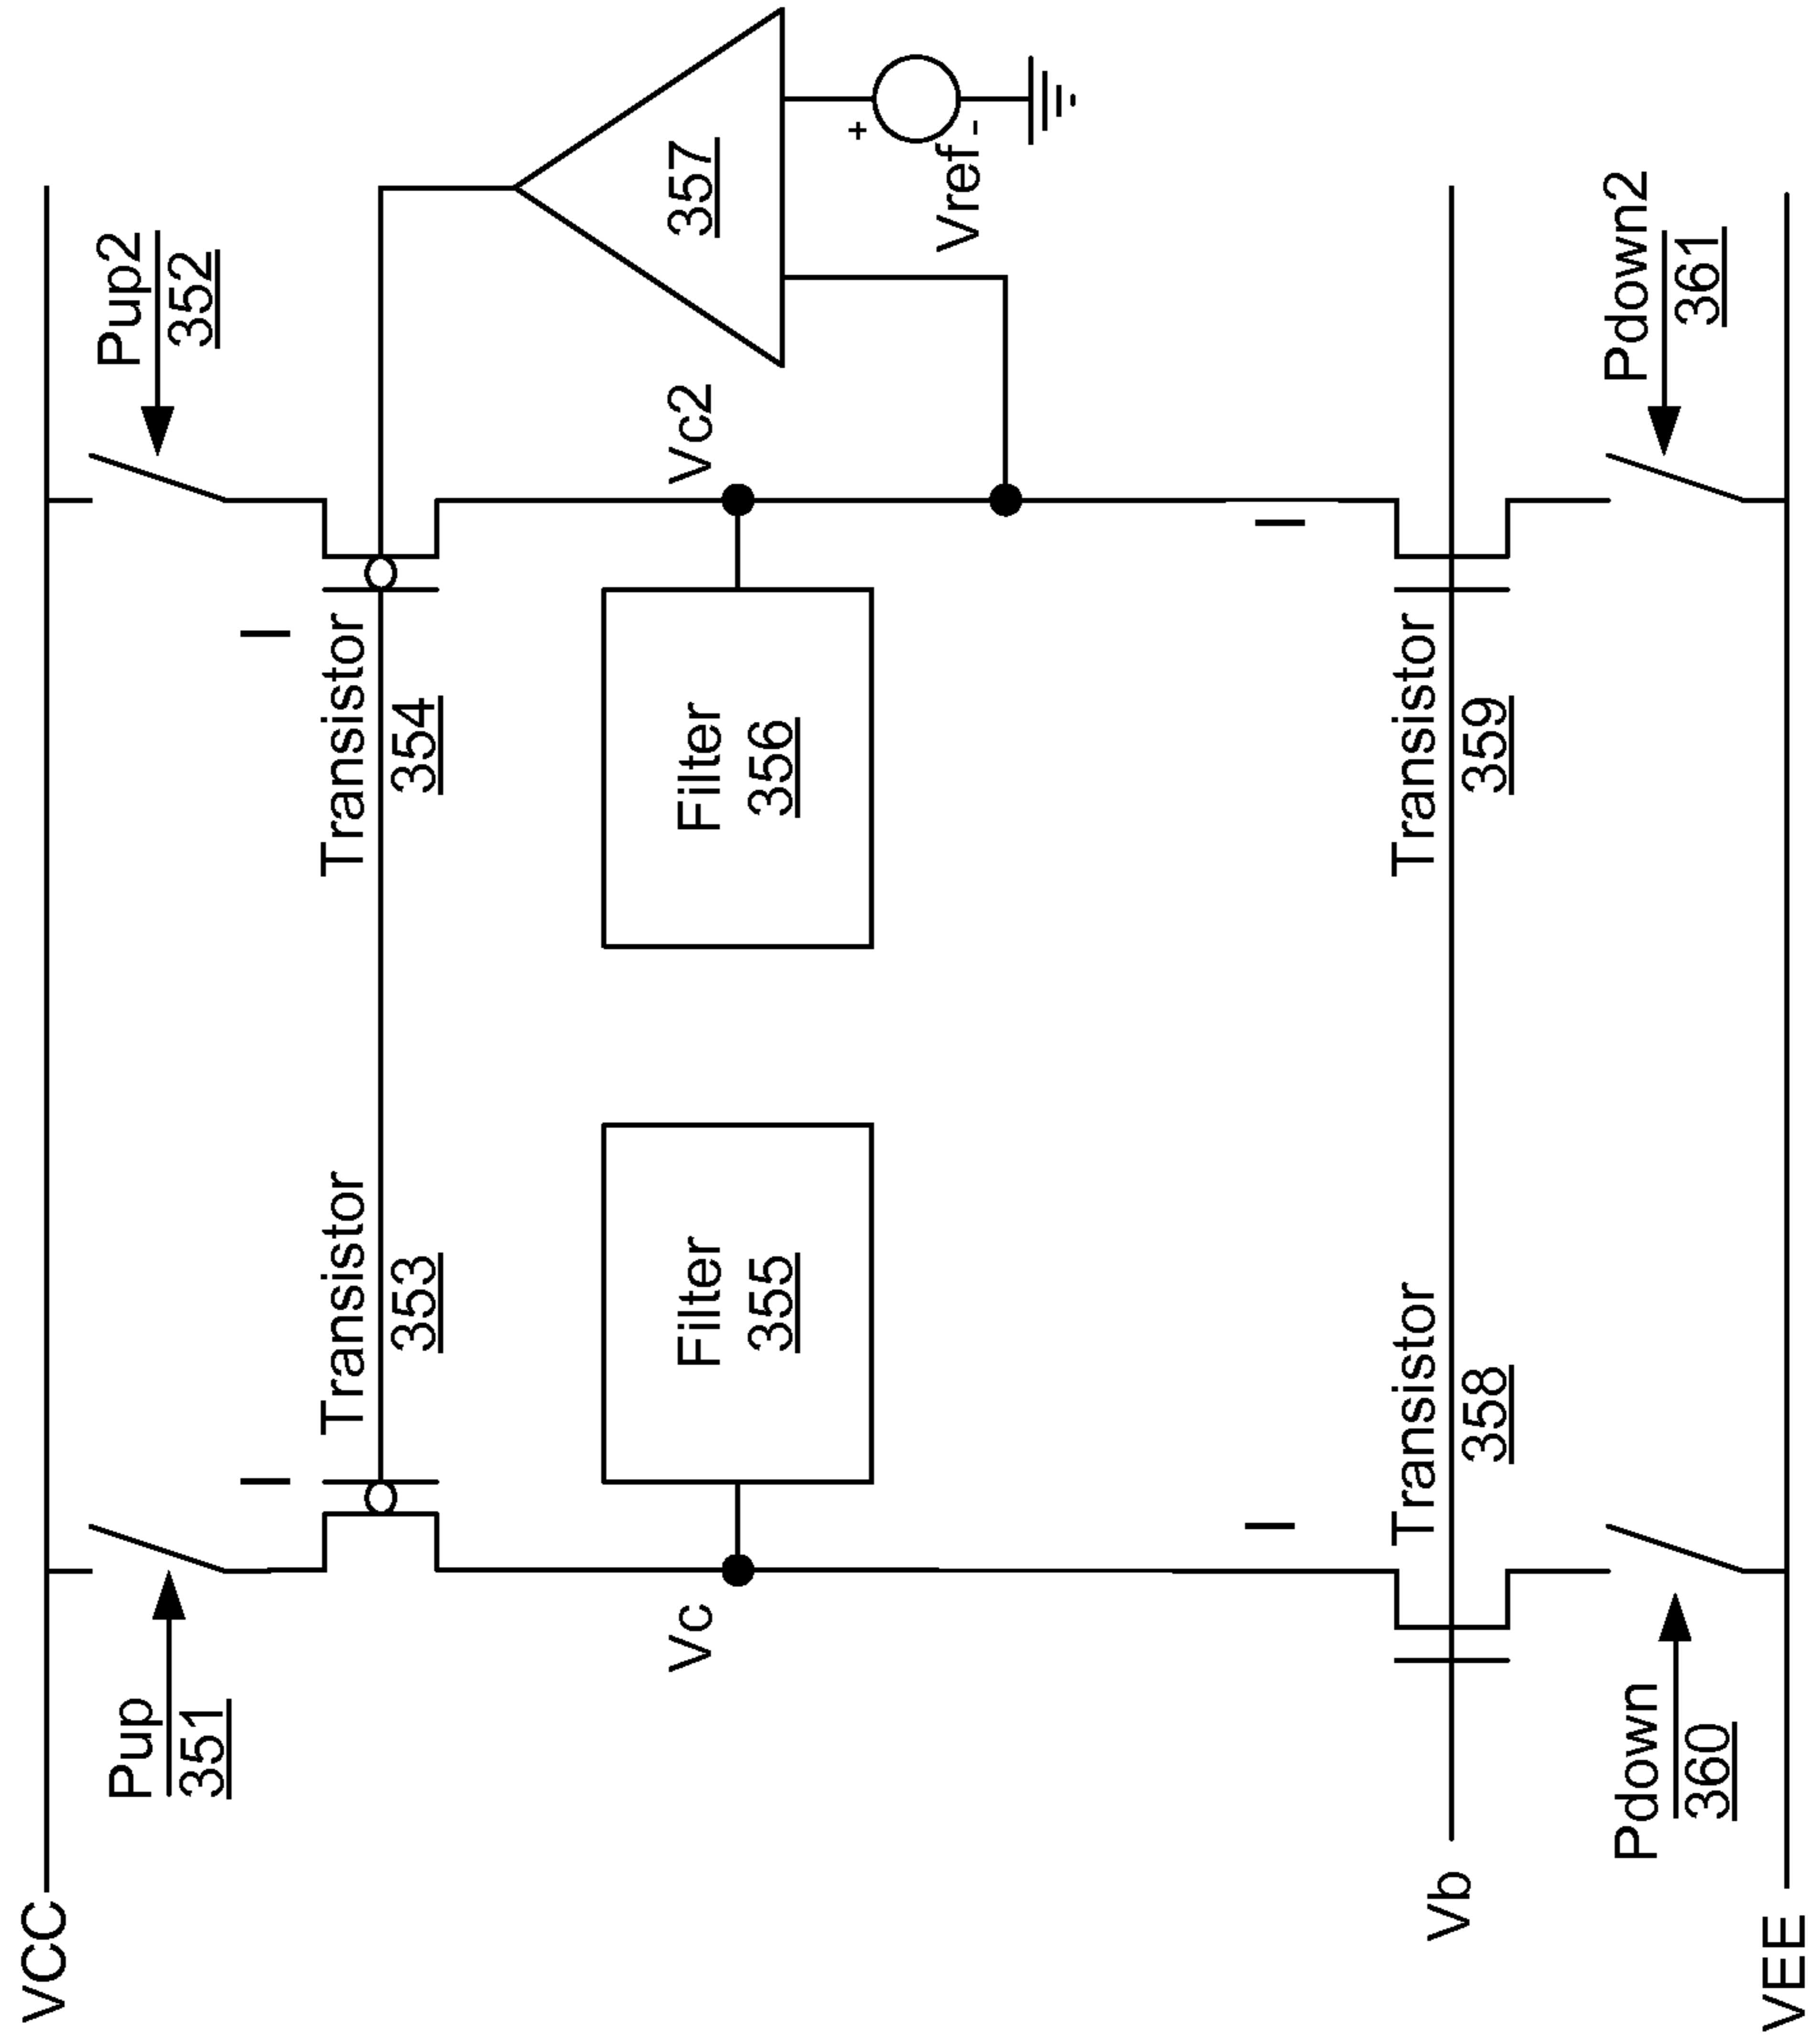 VCC
Pup
351
Pup2
352
I
I
Transistor
353
Transistor
354
Vc
Filter
355
Filter
356
Vc2
357
+
Vref -
I
I
Vb
Transistor
358
Transistor
359
Pdown
360
Pdown2
361
VEE